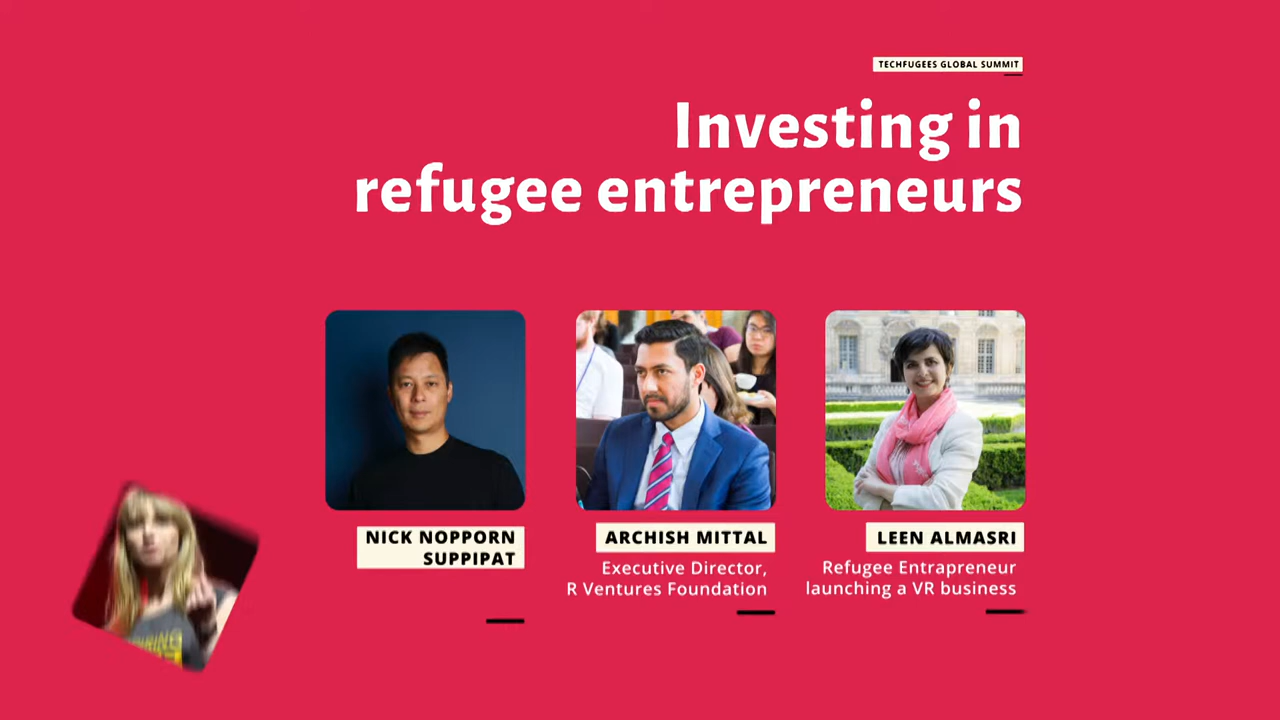 TECHFUGEES GLOBAL SUMMIT
Investing in
refugee entrepreneurs
NICK NOPPORN
SUPPIPAT
ARCHISH MITTAL
Executive Director,
R Ventures Foundation
LEEN ALMASRI
Refugee Entrapreneur
launching a VR business